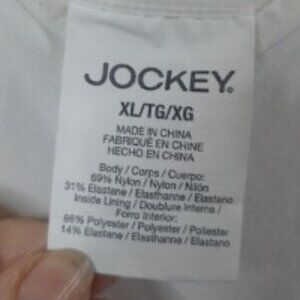 JOCKEY®
XL/TG/XG
MADE IN CHINA
FABRIQUÉ EN CHINE
HECHO EN CHINA
Body / Corps / Cuerpo:
69% Nylon / Nylon / Nilón
31% Elastane / Elasthanne / Elastano
Inside Lining / Doublure Interne /
Forro Interior:
86% Polyester / Polyester / Poliester
14% Elastane / Elasthanne / Elastano